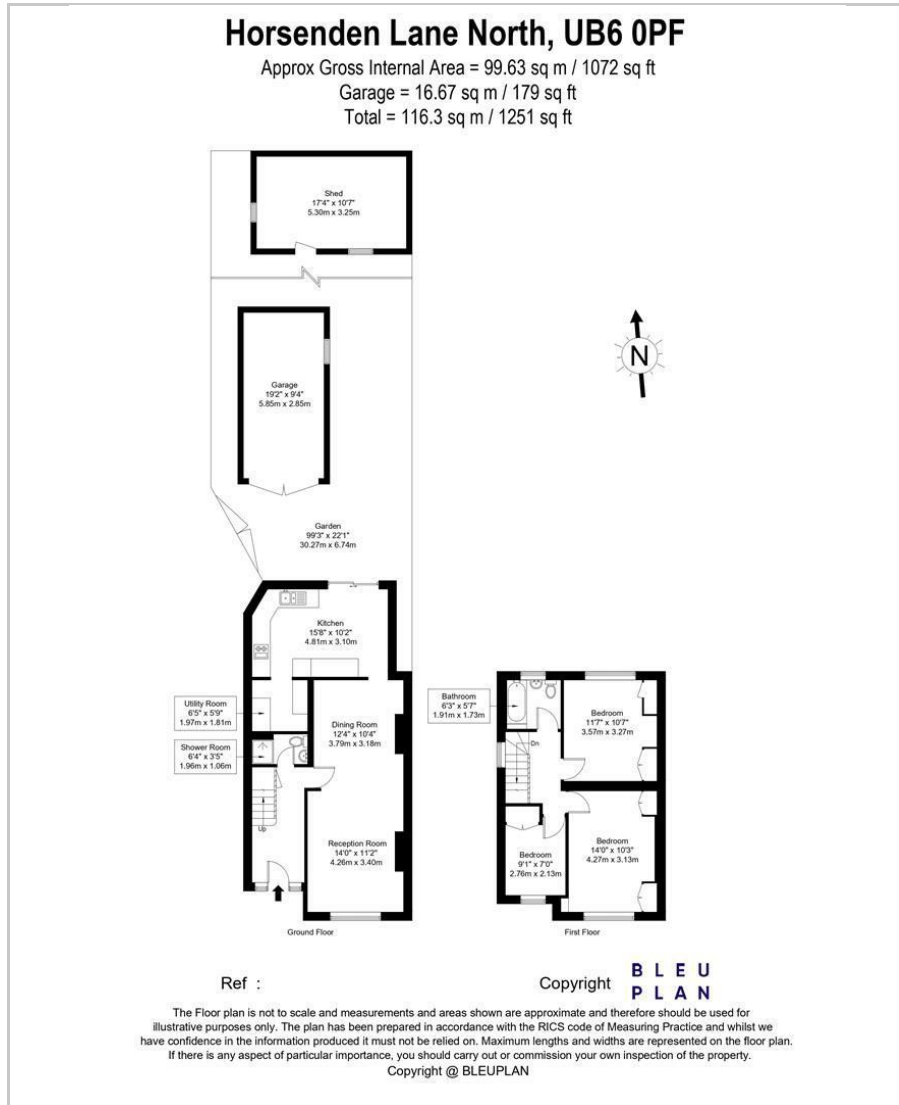 Horsenden Lane North, UB6 0PF
Approx Gross Internal Area = 99.63 sq m / 1072 sq ft
Garage = 16.67 sq m / 179 sq ft
Total = 116.3 sq m / 1251 sq ft
Shed
17'4" x 10'7"
5.30m x 3.25m
N
Garage
19'2" x 9'4"
5.85m x 2.85m
Garden
99'3" x 22'1"
30.27m x 6.74m
Kitchen
15'8" x 10'2"
4.81m x 3.10m
Utility Room
6'5" x 5'9"
1.97m x 1.81m
Dining Room
12'4" x 10'4"
3.79m x 3.18m
Shower Room
6'4" x 3'5"
1.96m x 1.06m
Up
Reception Room
14'0" x 11'2"
4.26m x 3.40m
Ground Floor
Bathroom
6'3" x 5'7"
1.91m x 1.73m
Bedroom
11'7" x 10'7"
3.57m x 3.27m
Dn
Bedroom
14'0" x 10'3"
4.27m x 3.13m
Bedroom
9'1" x 7'0"
2.76m x 2.13m
First Floor
Ref :
Copyright
BLEU
PLAN
The Floor plan is not to scale and measurements and areas shown are approximate and therefore should be used for
illustrative purposes only. The plan has been prepared in accordance with the RICS code of Measuring Practice and whilst we
have confidence in the information produced it must not be relied on. Maximum lengths and widths are represented on the floor plan.
If there is any aspect of particular importance, you should carry out or commission your own inspection of the property.
Copyright @ BLEUPLAN